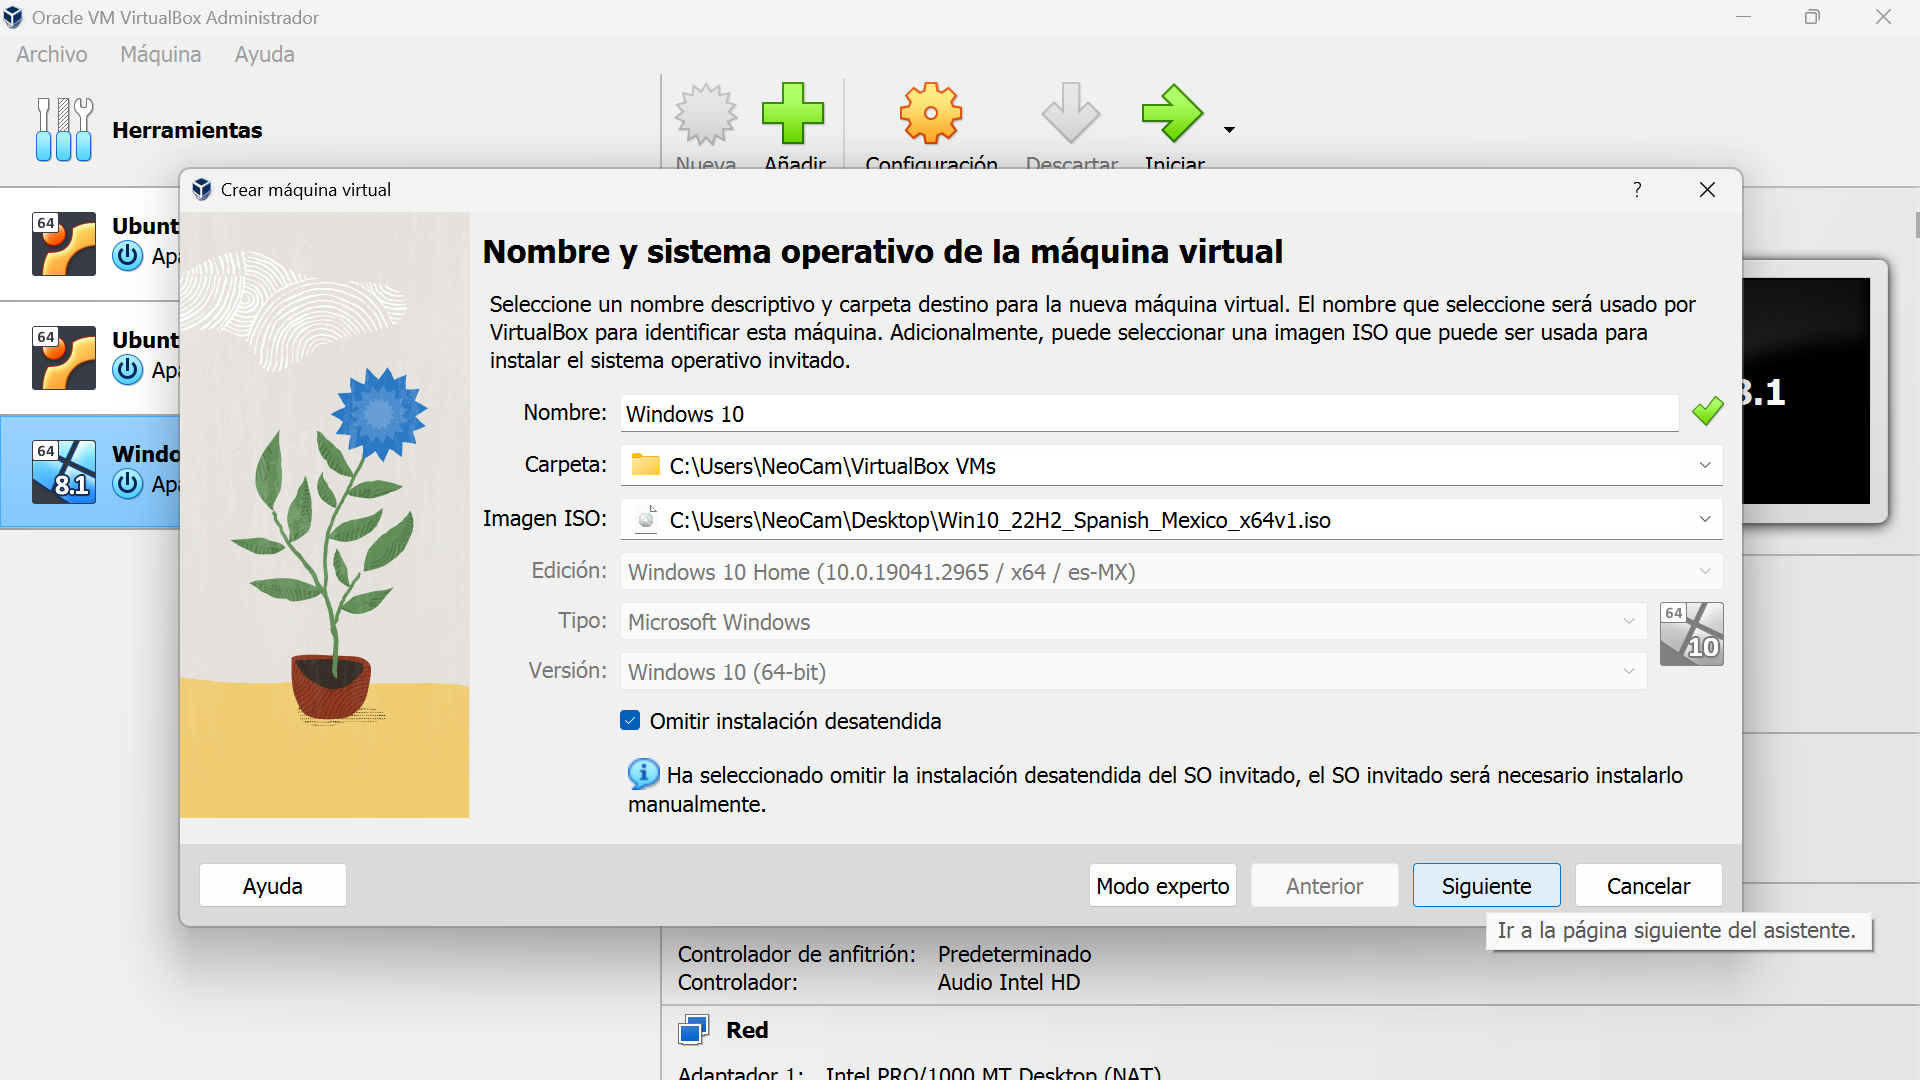 Oracle VM VirtualBox Administrador
Archivo Máquina Ayuda
Herramientas
Nueva Añadir Configuración Descartar Iniciar
Crear máquina virtual
?
64
64
64
8.1
8.1
Nombre y sistema operativo de la máquina virtual
Seleccione un nombre descriptivo y carpeta destino para la nueva máquina virtual. El nombre que seleccione será usado por
VirtualBox para identificar esta máquina. Adicionalmente, puede seleccionar una imagen ISO que puede ser usada para
instalar el sistema operativo invitado.
Nombre: Windows 10
Carpeta: C:\Users\NeoCam\VirtualBox VMs
Imagen ISO: C:\Users\NeoCam\Desktop\Win10_22H2_Spanish_Mexico_x64v1.iso
Edición: Windows 10 Home (10.0.19041.2965 / x64 / es-MX)
Tipo: Microsoft Windows
64
10
Versión: Windows 10 (64-bit)
Omitir instalación desatendida
Ha seleccionado omitir la instalación desatendida del SO invitado, el SO invitado será necesario instalarlo
manualmente.
Ayuda Modo experto Anterior Siguiente Cancelar
Ir a la página siguiente del asistente.
Controlador de anfitrión: Predeterminado
Controlador: Audio Intel HD
Red
Adaptador 1: Intel PRO/1000 MT Desktop (NAT)